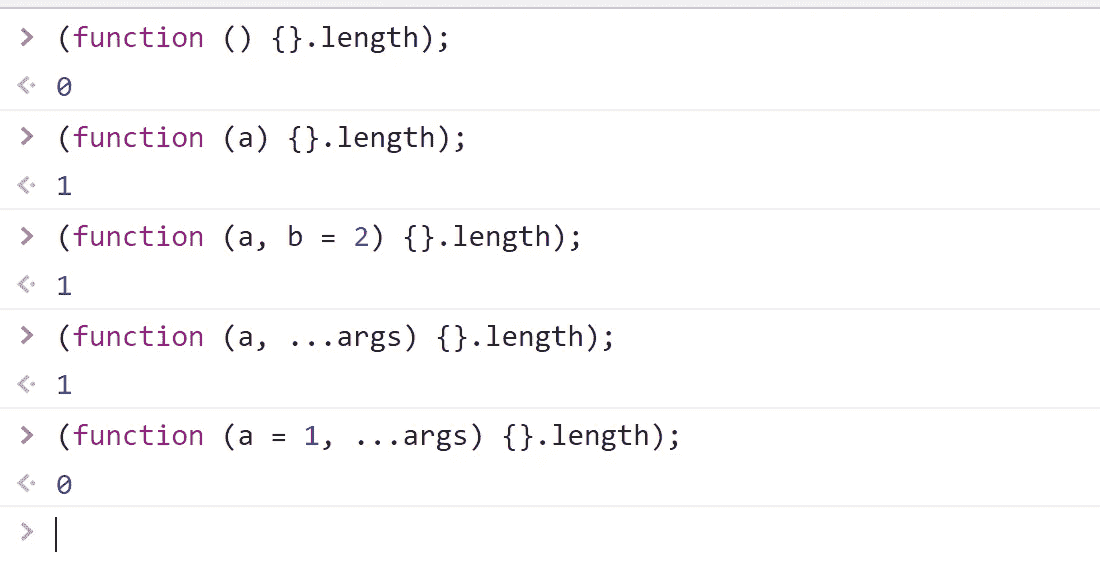 > (function () {}.length);
<· 0
> (function (a) {}.length);
<· 1
> (function (a, b = 2) {}.length);
<· 1
> (function (a, ...args) {}.length);
<· 1
> (function (a = 1, ...args) {}.length);
<· 0
>